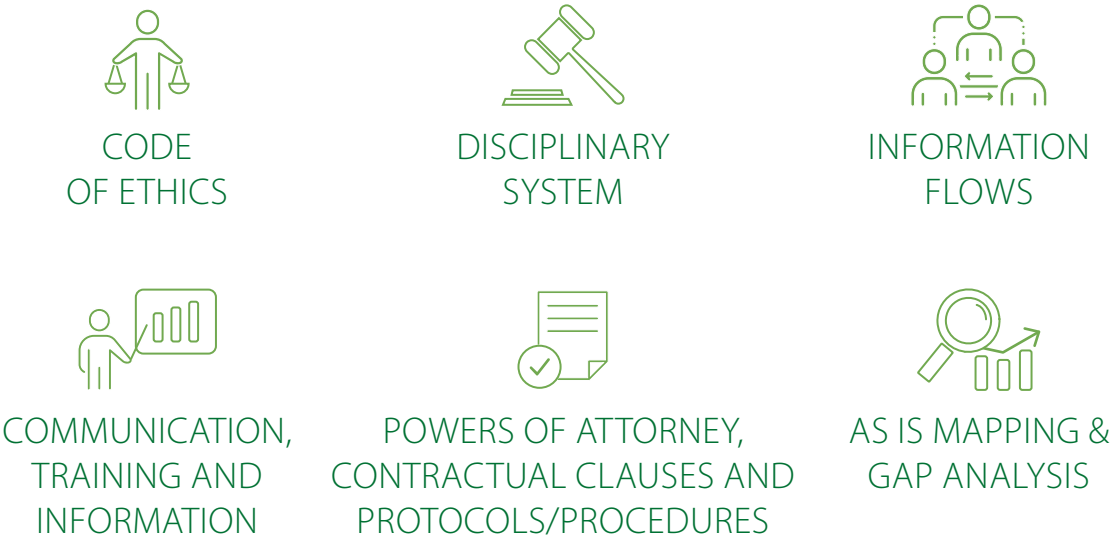 CODE
OF ETHICS
DISCIPLINARY
SYSTEM
INFORMATION
FLOWS
COMMUNICATION,
TRAINING AND
INFORMATION
POWERS OF ATTORNEY,
CONTRACTUAL CLAUSES AND
PROTOCOLS/PROCEDURES
AS IS MAPPING &
GAP ANALYSIS